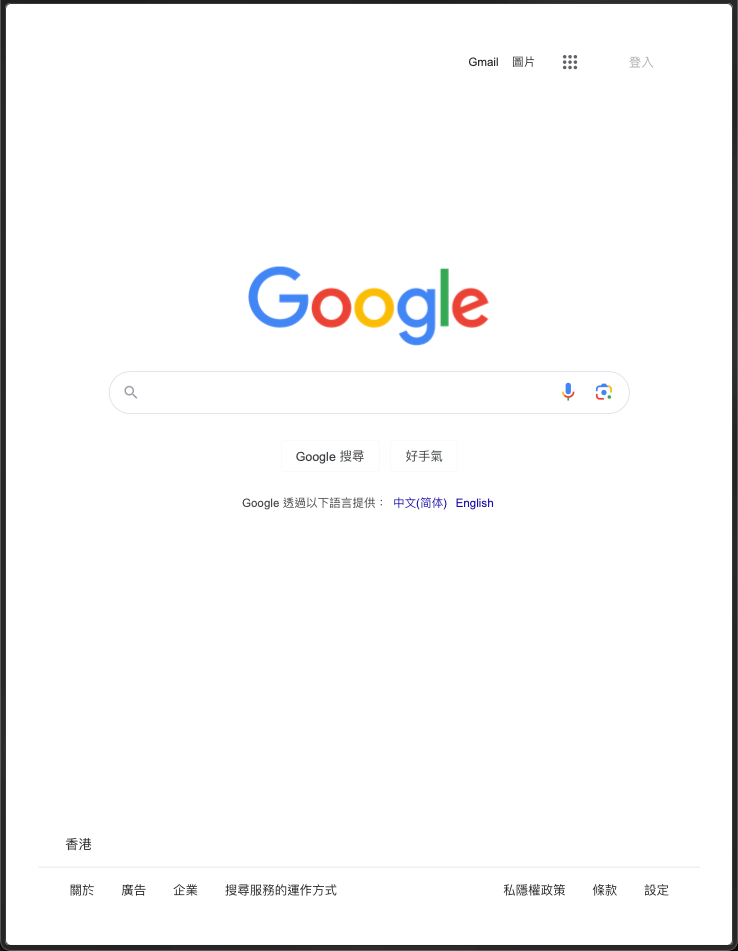 Gmail 圖片 登入
Google
Google 搜尋 好手氣
Google 透過以下語言提供： 中文(简体) English
香港
關於 廣告 企業 搜尋服務的運作方式 私隱權政策 條款 設定